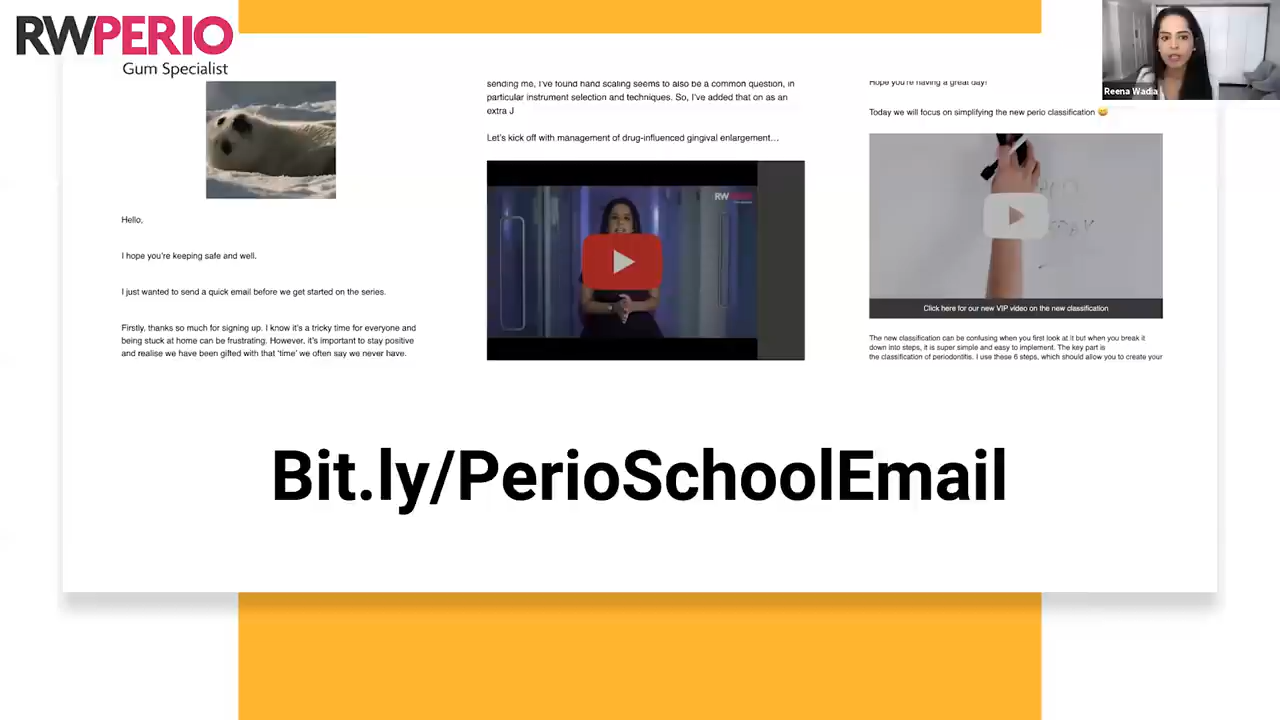 RWPERIO
Gum Specialist
Reena Wadia
Hello,
I hope you're keeping safe and well.
I just wanted to send a quick email before we get started on the series.
Firstly, thanks so much for signing up. I know it's a tricky time for everyone and
being stuck at home can be frustrating. However, it's important to stay positive
and realise we have been gifted with that 'time' we often say we never have.
sending me, I've found hand scaling seems to also be a common question, in
particular instrument selection and techniques. So, I've added that on as an
extra J
Let's kick off with management of drug-influenced gingival enlargement…
RWPERIO
Hope you're having a great day!
Today we will focus on simplifying the new perio classification 😄
Click here for our new VIP video on the new classification
The new classification can be confusing when you first look at it but when you break it
down into steps, it is super simple and easy to implement. The key part is
the classification of periodontitis. I use these 6 steps, which should allow you to create your
Bit.ly/PerioSchoolEmail